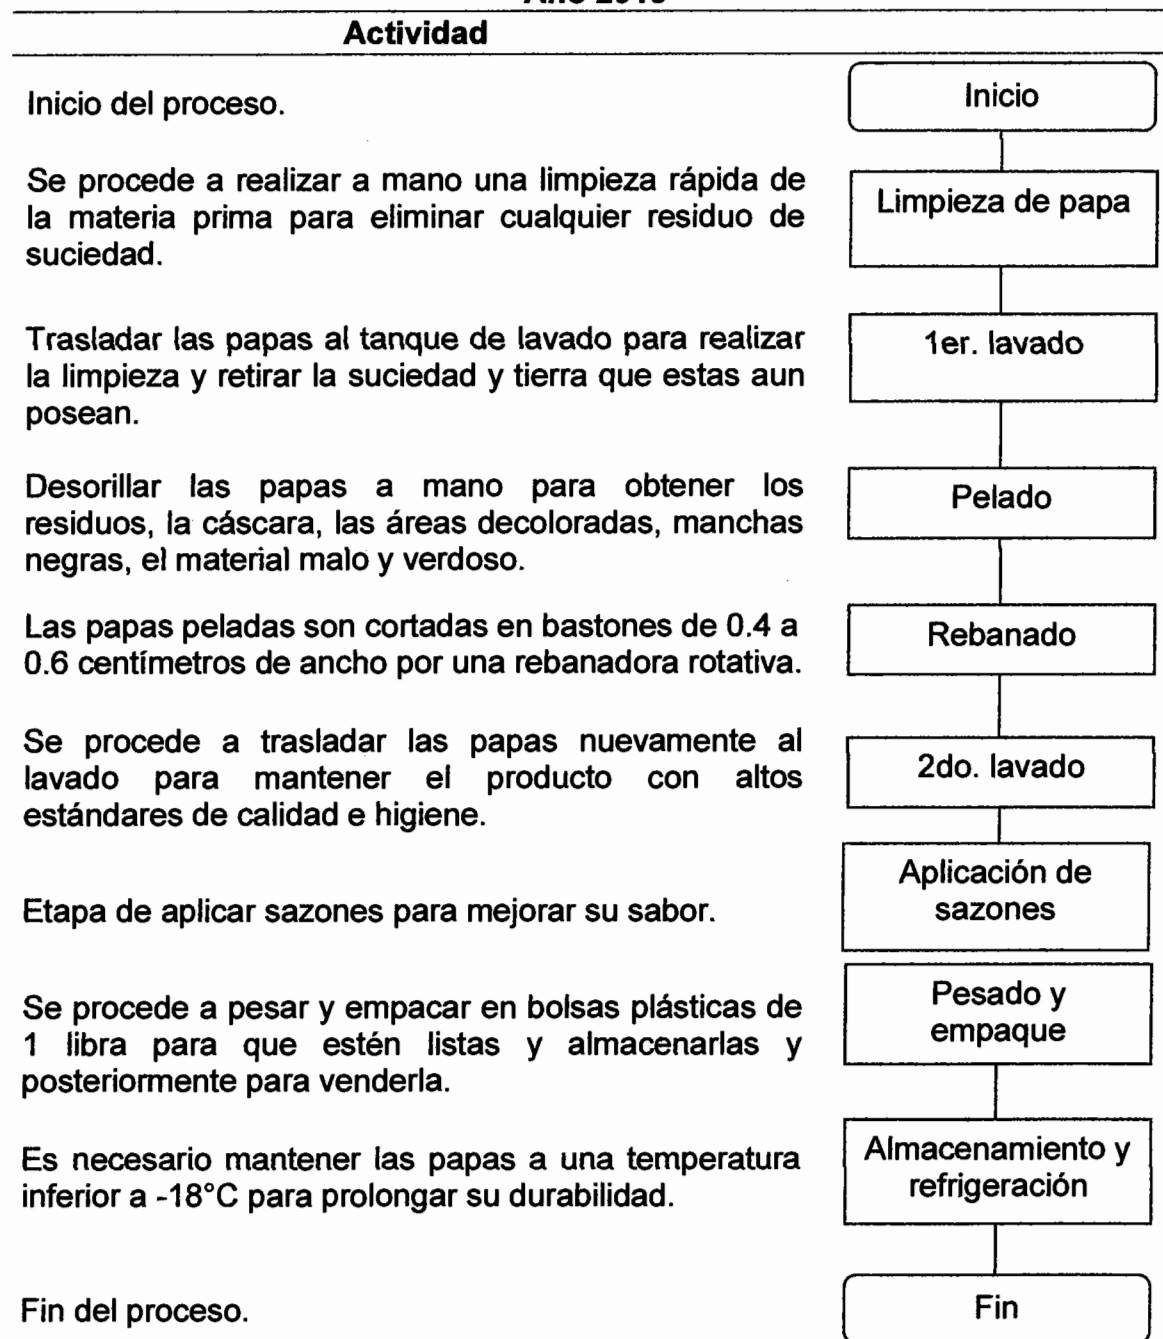 Actividad
Inicio del proceso.
Inicio
Se procede a realizar a mano una limpieza rápida de
la materia prima para eliminar cualquier residuo de
suciedad.
Limpieza de papa
Trasladar las papas al tanque de lavado para realizar
la limpieza y retirar la suciedad y tierra que estas aun
posean.
1er. lavado
Desorillar las papas a mano para obtener los
residuos, la cáscara, las áreas decoloradas, manchas
negras, el material malo y verdoso.
Pelado
Las papas peladas son cortadas en bastones de 0.4 a
0.6 centímetros de ancho por una rebanadora rotativa.
Rebanado
Se procede a trasladar las papas nuevamente al
lavado para mantener el producto con altos
estándares de calidad e higiene.
2do. lavado
Etapa de aplicar sazones para mejorar su sabor.
Aplicación de
sazones
Se procede a pesar y empacar en bolsas plásticas de
1 libra para que estén listas y almacenarlas y
posteriormente para venderla.
Pesado y
empaque
Es necesario mantener las papas a una temperatura
inferior a -18°C para prolongar su durabilidad.
Almacenamiento y
refrigeración
Fin del proceso.
Fin